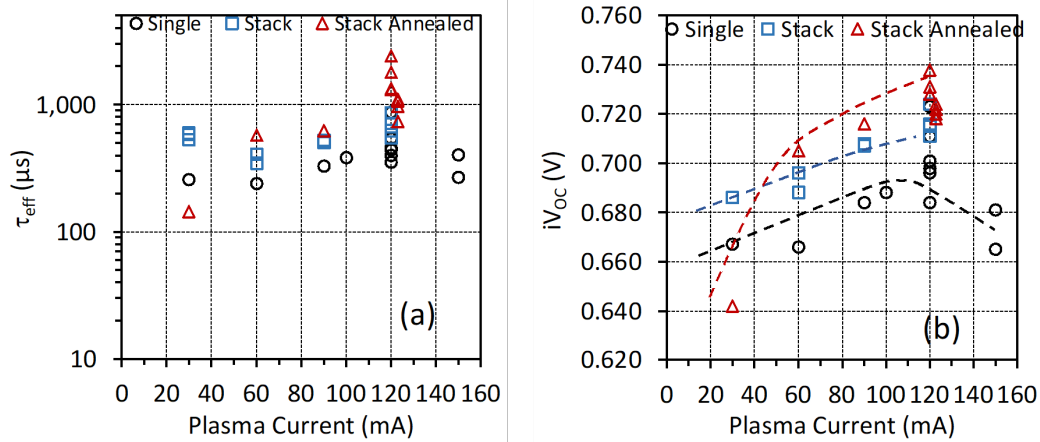 Single Stack Stack Annealed
1,000
100
10
τeff (µs)
(a)
0 20 40 60 80 100 120 140 160
Plasma Current (mA)
0.760
Single Stack Stack Annealed
0.740
0.720
0.700
0.680
0.660
0.640
0.620
iVOC (V)
(b)
0 20 40 60 80 100 120 140 160
Plasma Current (mA)